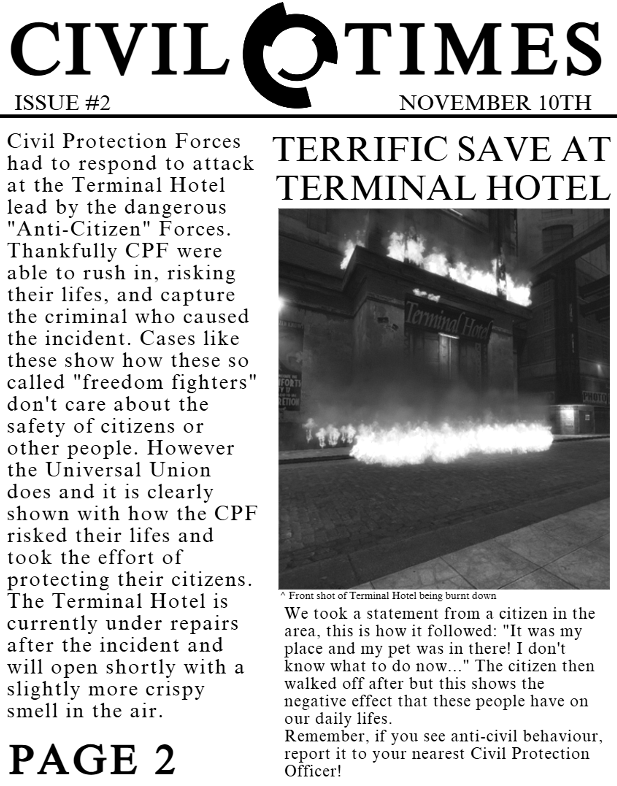 CIVIL TIMES
ISSUE #2
NOVEMBER 10TH
Civil Protection Forces
had to respond to attack
at the Terminal Hotel
lead by the dangerous
"Anti-Citizen" Forces.
Thankfully CPF were
able to rush in, risking
their lifes, and capture
the criminal who caused
the incident. Cases like
these show how these so
called "freedom fighters"
don't care about the
safety of citizens or
other people. However
the Universal Union
does and it is clearly
shown with how the CPF
risked their lifes and
took the effort of
protecting their citizens.
The Terminal Hotel is
currently under repairs
after the incident and
will open shortly with a
slightly more crispy
smell in the air.
PAGE 2
TERRIFIC SAVE AT
TERMINAL HOTEL
Terminal Hotel
^ Front shot of Terminal Hotel being burnt down
We took a statement from a citizen in the
area, this is how it followed: "It was my
place and my pet was in there! I don't
know what to do now..." The citizen then
walked off after but this shows the
negative effect that these people have on
our daily lifes.
Remember, if you see anti-civil behaviour,
report it to your nearest Civil Protection
Officer!